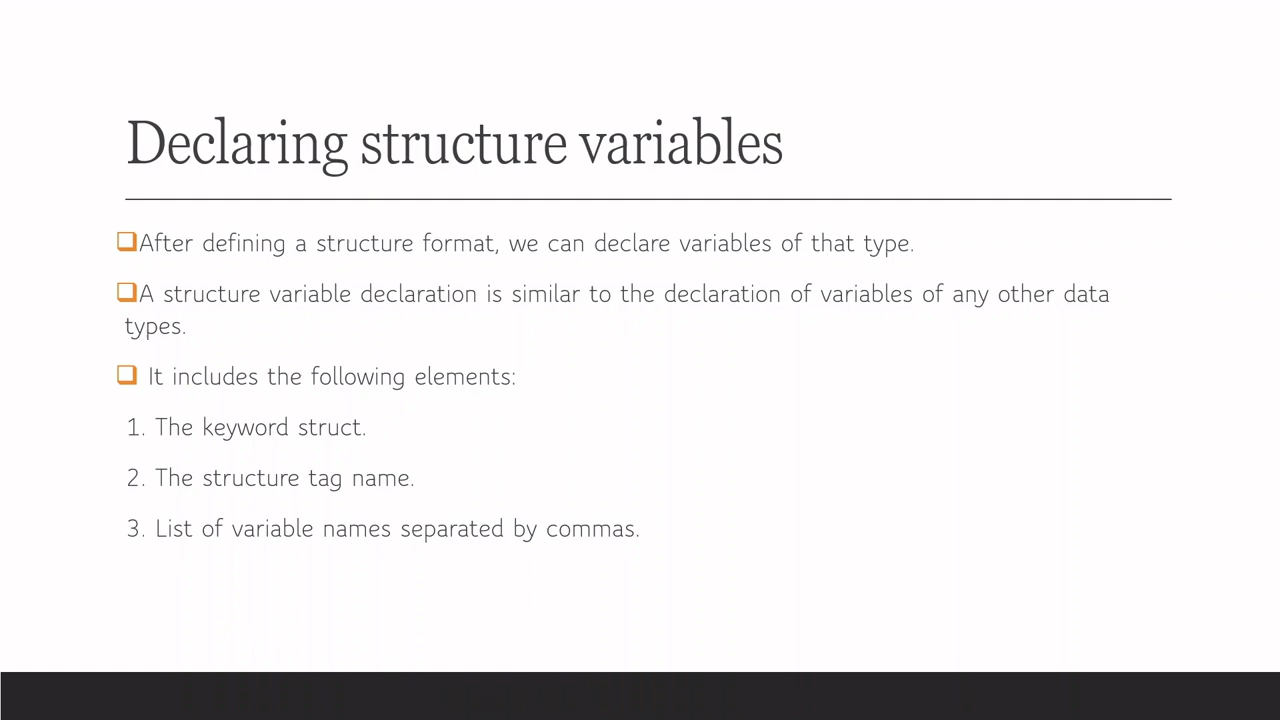 Declaring structure variables
❑After defining a structure format, we can declare variables of that type.
❑A structure variable declaration is similar to the declaration of variables of any other data
types.
❑ It includes the following elements:
1. The keyword struct.
2. The structure tag name.
3. List of variable names separated by commas.